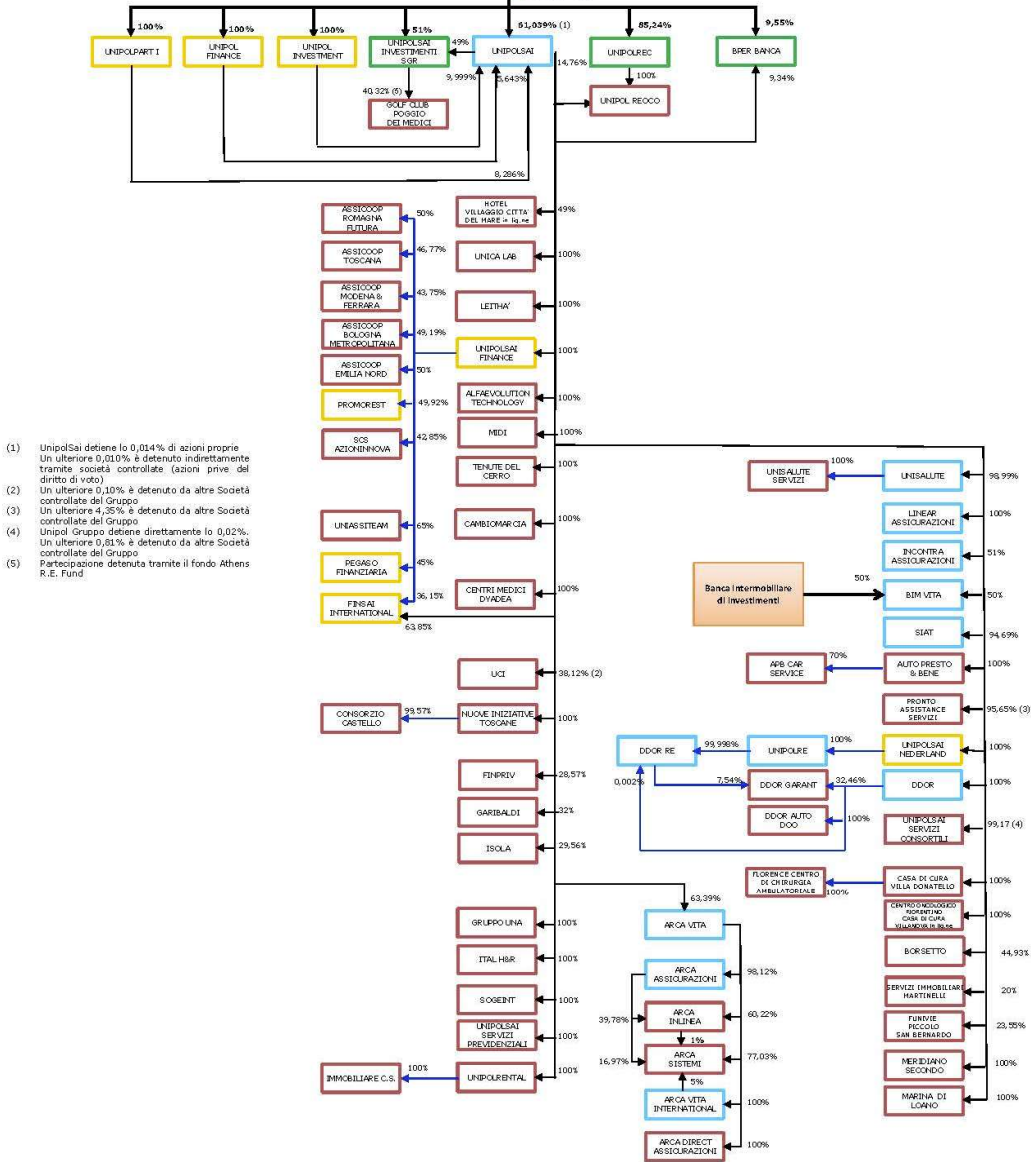 100%
100%
100%
51%
61,039% (1)
85,24%
9,55%
UNIPOLPART I
UNIPOL
FINANCE
UNIPOL
INVESTMENT
UNIPOLSAI
INVESTIMENTI
SGR
49%
UNIPOLSAI
UNIPOLREC
BPER BANCA
14,76%
9,999%
5,643%
100%
9,34%
40,32% (5)
GOLF CLUB
POGGIO
DEI MEDICI
UNIPOL REOCO
8,286%
ASSICOOP
ROMAGNA
FUTURA
50%
HOTEL
VILLAGGIO CITTA'
DEL MARE in liq.ne
49%
ASSICOOP
TOSCANA
46,77%
UNICA LAB
100%
ASSICOOP
MODENA &
FERRARA
43,75%
LEITHA'
100%
ASSICOOP
BOLOGNA
METROPOLITANA
49,19%
UNIPOLSAI
FINANCE
100%
ASSICOOP
EMILIA NORD
50%
PROMOREST
49,92%
ALFAEVOLUTION
TECHNOLOGY
100%
SCS
AZIONINNOVA
42,85%
MIDI
100%
TENUTE DEL
CERRO
100%
UNIASSITEAM
65%
CAMBIOMARCIA
100%
PEGASO
FINANZIARIA
45%
CENTRI MEDICI
DYADEA
100%
FINSAI
INTERNATIONAL
36,15%
63,85%
(1) UnipolSai detiene lo 0,014% di azioni proprie
Un ulteriore 0,010% è detenuto indirettamente
tramite società controllate (azioni prive del
diritto di voto)
(2) Un ulteriore 0,10% è detenuto da altre Società
controllate del Gruppo
(3) Un ulteriore 4,35% è detenuto da altre Società
controllate del Gruppo
(4) Unipol Gruppo detiene direttamente lo 0,02%.
Un ulteriore 0,81% è detenuto da altre Società
controllate del Gruppo
(5) Partecipazione detenuta tramite il fondo Athens
R.E. Fund
UCI
38,12% (2)
CONSORZIO
CASTELLO
99,57%
NUOVE INIZIATIVE
TOSCANE
100%
FINPRIV
28,57%
GARIBALDI
32%
ISOLA
29,56%
GRUPPO UNA
100%
ITAL H&R
100%
SOGEINT
100%
UNIPOLSAI
SERVIZI
PREVIDENZIALI
100%
IMMOBILIARE C.S.
100%
UNIPOLRENTAL
100%
UNISALUTE
SERVIZI
100%
UNISALUTE
98,99%
LINEAR
ASSICURAZIONI
100%
INCONTRA
ASSICURAZIONI
51%
Banca Intermobiliare
di Investimenti
50%
BIM VITA
50%
SIAT
94,69%
APB CAR
SERVICE
70%
AUTO PRESTO
& BENE
100%
PRONTO
ASSISTANCE
SERVIZI
95,65% (3)
DDOR RE
99,998%
UNIPOLRE
100%
UNIPOLSAI
NEDERLAND
100%
0,002%
7,54%
DDOR GARANT
32,46%
DDOR
100%
DDOR AUTO
DOO
100%
UNIPOLSAI
SERVIZI
CONSORTILI
99,17 (4)
FLORENCE CENTRO
DI CHIRURGIA
AMBULATORIALE
100%
CASA DI CURA
VILLA DONATELLO
100%
CENTRO ONCOLOGICO
FIORENTINO
CASA DI CURA
VILLANOVA in liq.ne
100%
BORSETTO
44,93%
SERVIZI IMMOBILIARI
MARTINELLI
20%
FUNIVIE
PICCOLO
SAN BERNARDO
23,55%
MERIDIANO
SECONDO
100%
MARINA DI
LOANO
100%
63,39%
ARCA VITA
ARCA
ASSICURAZIONI
98,12%
39,78%
ARCA
INLINEA
60,22%
1%
16,97%
ARCA
SISTEMI
77,03%
5%
ARCA VITA
INTERNATIONAL
100%
ARCA DIRECT
ASSICURAZIONI
100%